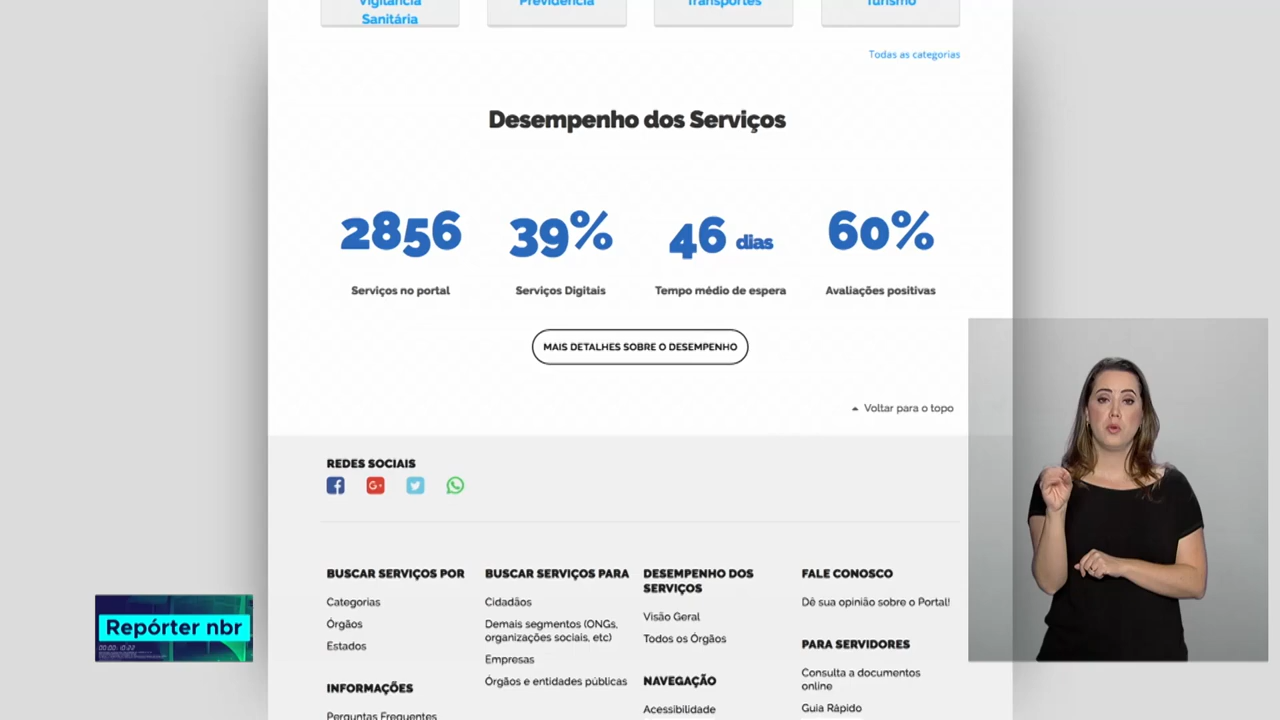 Vigilância
Sanitária
Previdência
Transportes
Turismo
Todas as categorias
Desempenho dos Serviços
2856
39%
46 dias
60%
Serviços no portal
Serviços Digitais
Tempo médio de espera
Avaliações positivas
MAIS DETALHES SOBRE O DESEMPENHO
Voltar para o topo
REDES SOCIAIS
BUSCAR SERVIÇOS POR
Categorias
Órgãos
Estados
INFORMAÇÕES
Perguntas Frequentes
BUSCAR SERVIÇOS PARA
Cidadãos
Demais segmentos (ONGs,
organizações sociais, etc)
Empresas
Órgãos e entidades públicas
DESEMPENHO DOS
SERVIÇOS
Visão Geral
Todos os Órgãos
NAVEGAÇÃO
Acessibilidade
FALE CONOSCO
Dê sua opinião sobre o Portal!
PARA SERVIDORES
Consulta a documentos
online
Guia Rápido
Repórter nbr